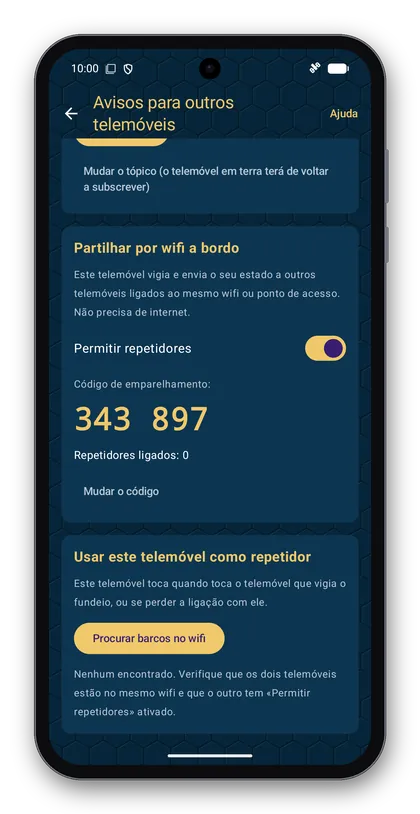 10:00
Avisos para outros
telemóveis
Ajuda
Mudar o tópico (o telemóvel em terra terá de voltar
a subscrever)
Partilhar por wifi a bordo
Este telemóvel vigia e envia o seu estado a outros
telemóveis ligados ao mesmo wifi ou ponto de acesso.
Não precisa de internet.
Permitir repetidores
Código de emparelhamento:
343 897
Repetidores ligados: 0
Mudar o código
Usar este telemóvel como repetidor
Este telemóvel toca quando toca o telemóvel que vigia o
fundeio, ou se perder a ligação com ele.
Procurar barcos no wifi
Nenhum encontrado. Verifique que os dois telemóveis
estão no mesmo wifi e que o outro tem «Permitir
repetidores» ativado.